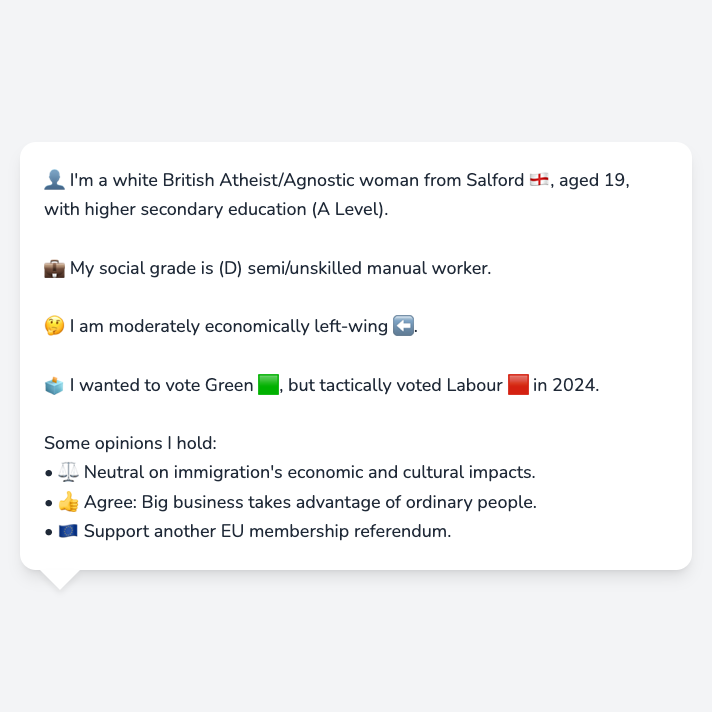 👤 I'm a white British Atheist/Agnostic woman from Salford 🏴󠁧󠁢󠁥󠁮󠁧󠁿, aged 19,
with higher secondary education (A Level).
💼 My social grade is (D) semi/unskilled manual worker.
🤔 I am moderately economically left-wing ⬅️.
🗳️ I wanted to vote Green 🟩, but tactically voted Labour 🟥 in 2024.
Some opinions I hold:
• ⚖️ Neutral on immigration's economic and cultural impacts.
• 👍 Agree: Big business takes advantage of ordinary people.
• 🇪🇺 Support another EU membership referendum.